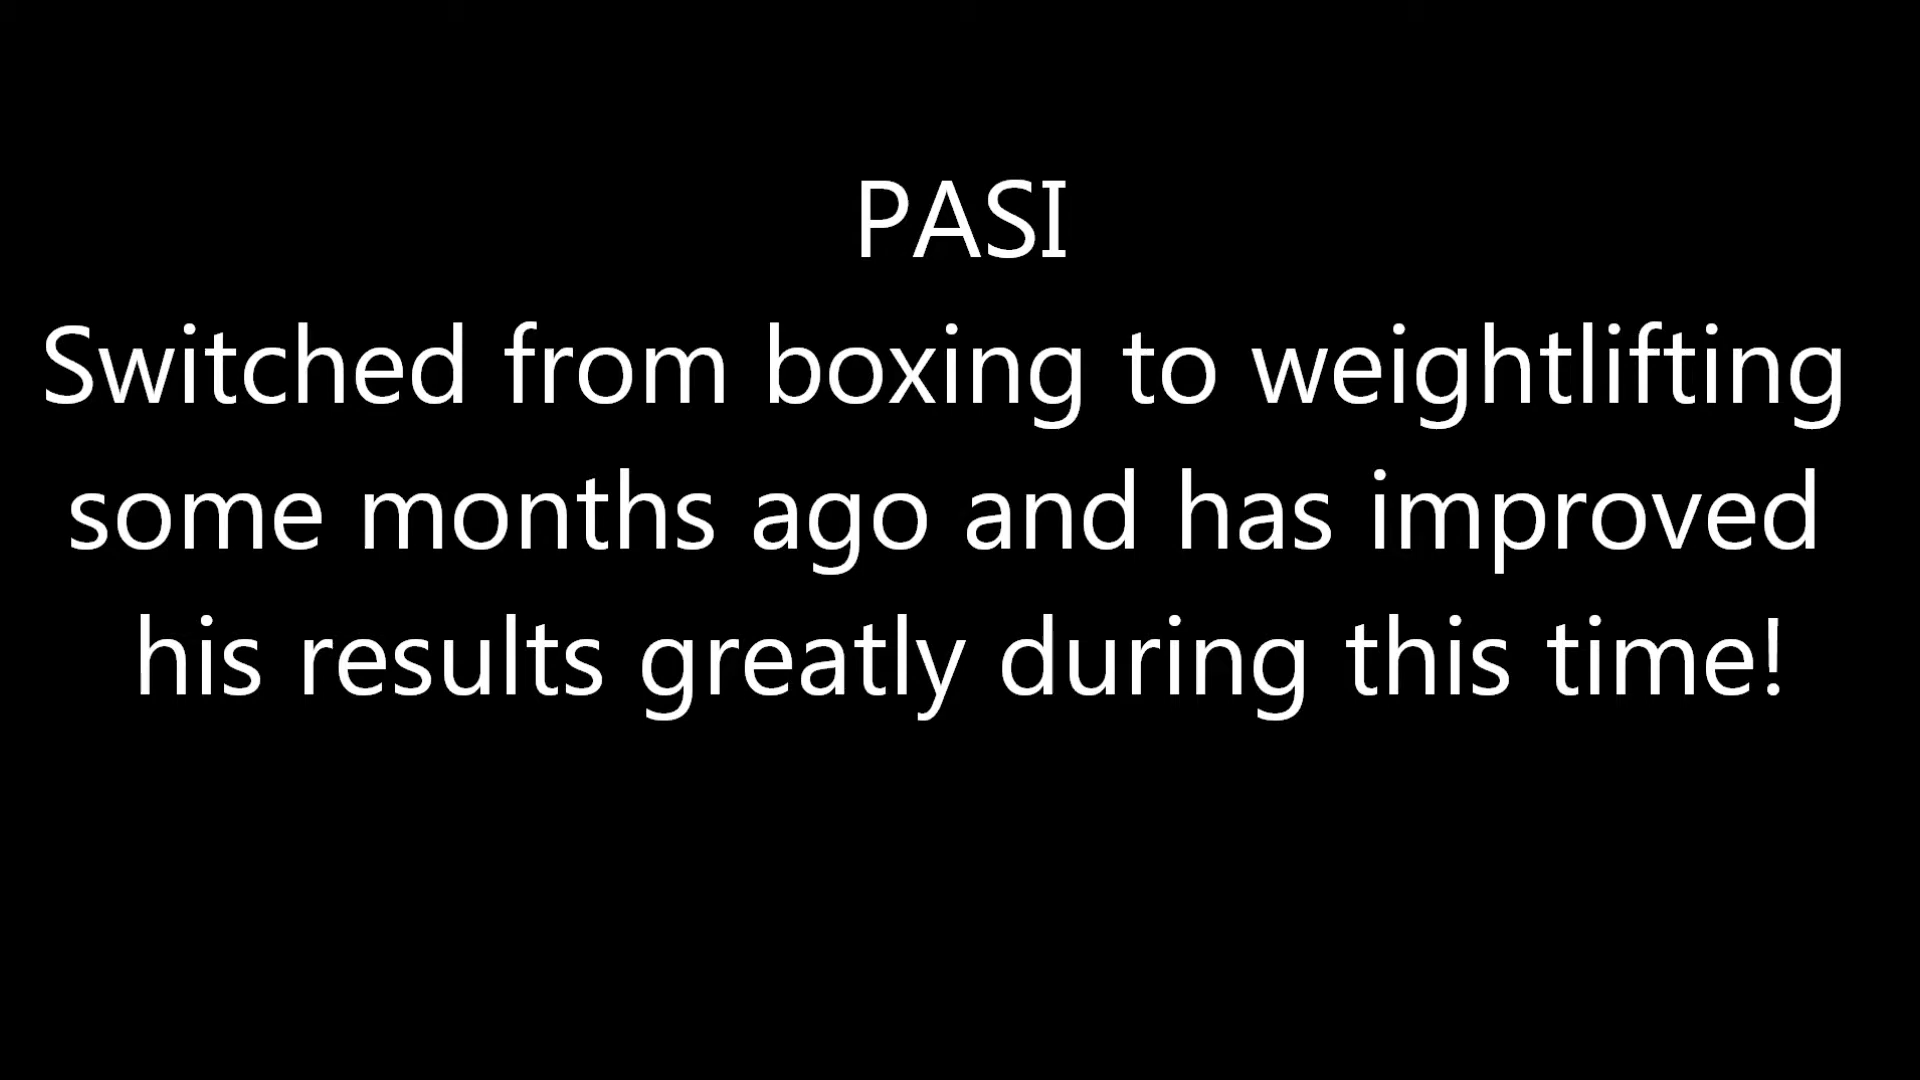 PASI
Switched from boxing to weightlifting
some months ago and has improved
his results greatly during this time!